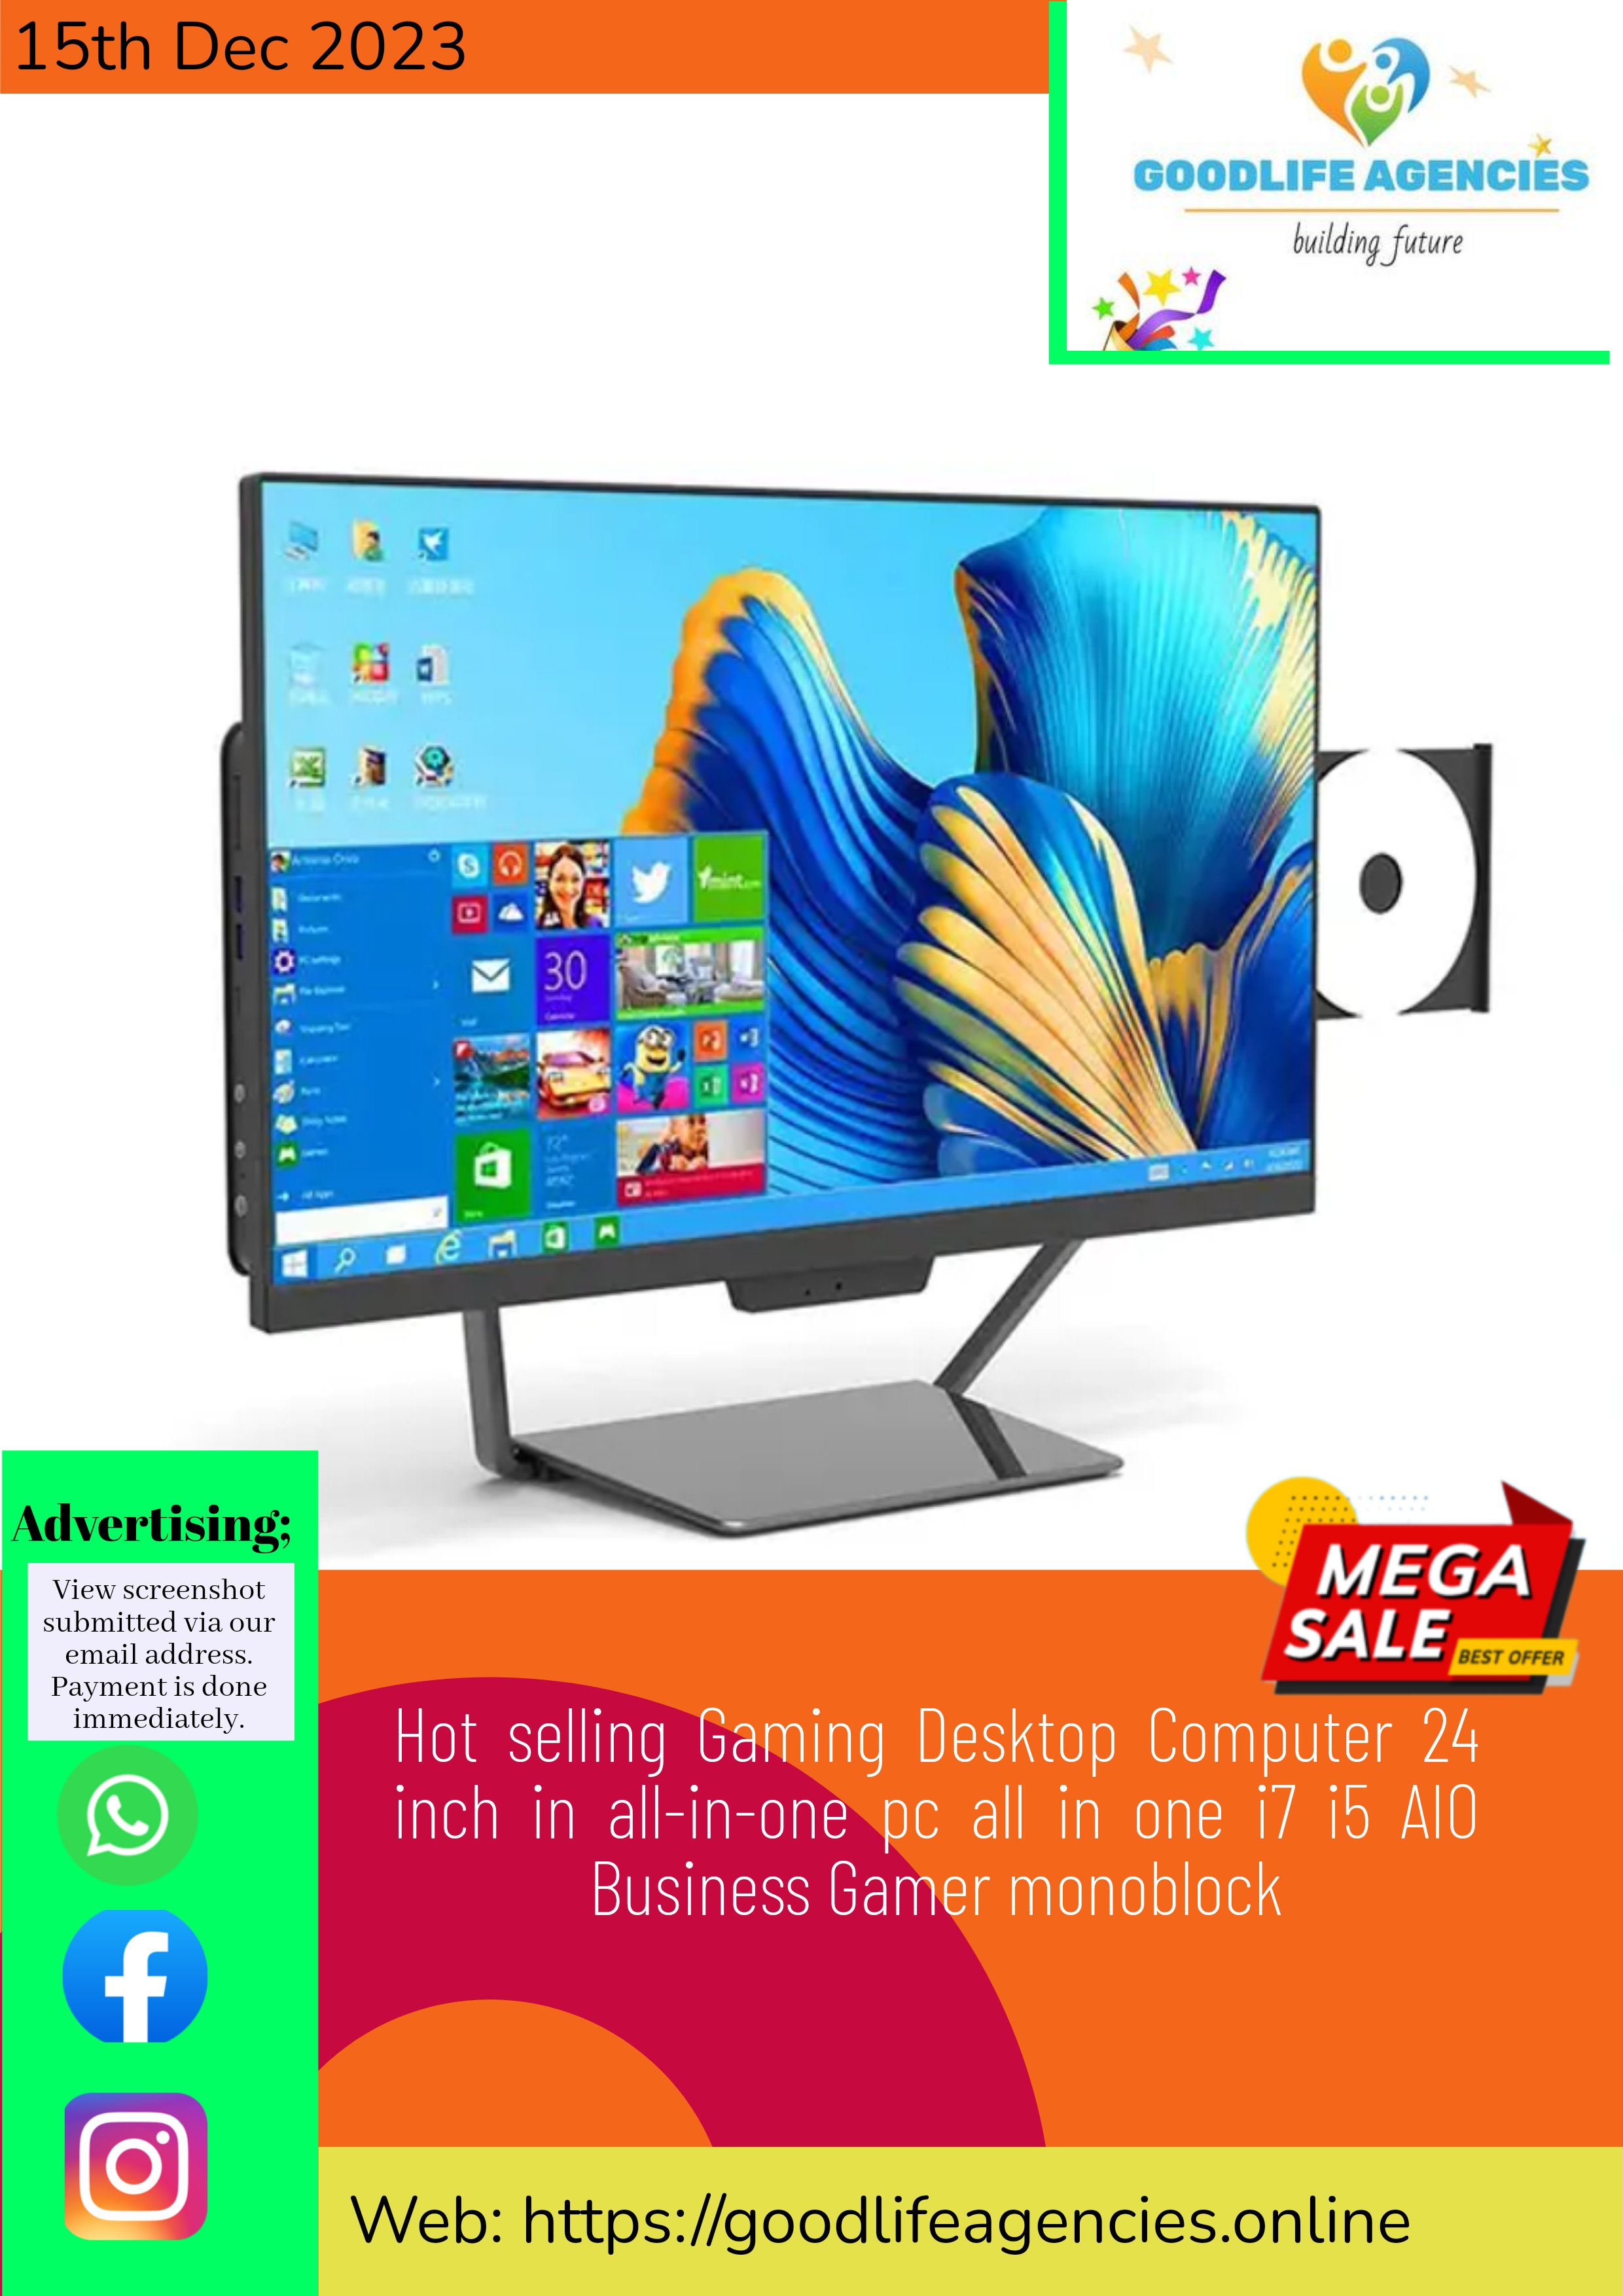 15th Dec 2023
GOODLIFE AGENCIES
building future
30
Advertising;
View screenshot
submitted via our
email address.
Payment is done
immediately.
MEGA
SALE
BEST OFFER
Hot selling Gaming Desktop Computer 24
inch in all-in-one pc all in one i7 i5 AIO
Business Gamer monoblock
Web: https://goodlifeagencies.online